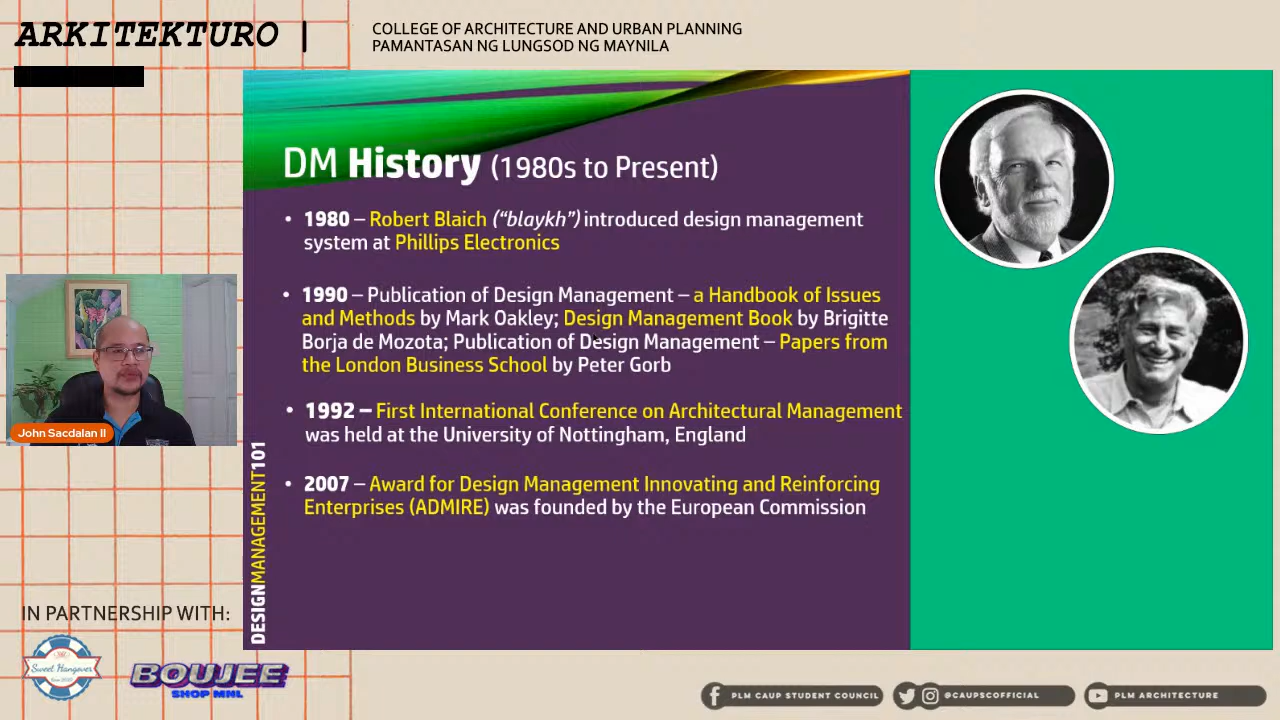 ARKITEKTURO |
COLLEGE OF ARCHITECTURE AND URBAN PLANNING
PAMANTASAN NG LUNGSOD NG MAYNILA
DM History (1980s to Present)
• 1980 – Robert Blaich (“blaykh”) introduced design management
system at Phillips Electronics
• 1990 – Publication of Design Management – a Handbook of Issues
and Methods by Mark Oakley; Design Management Book by Brigitte
Borja de Mozota; Publication of Design Management – Papers from
the London Business School by Peter Gorb
• 1992 – First International Conference on Architectural Management
was held at the University of Nottingham, England
• 2007 – Award for Design Management Innovating and Reinforcing
Enterprises (ADMIRE) was founded by the European Commission
DESIGNMANAGEMENT101
John Sacdalan II
IN PARTNERSHIP WITH:
Sweet Hangover
BOUJEE
SHOP MNL
PLM CAUP STUDENT COUNCIL
@CAUPSCOFFICIAL
PLM ARCHITECTURE